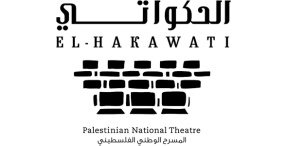 الحكواتي
EL-HAKAWATI
Palestinian National Theatre
المسرح الوطني الفلسطيني